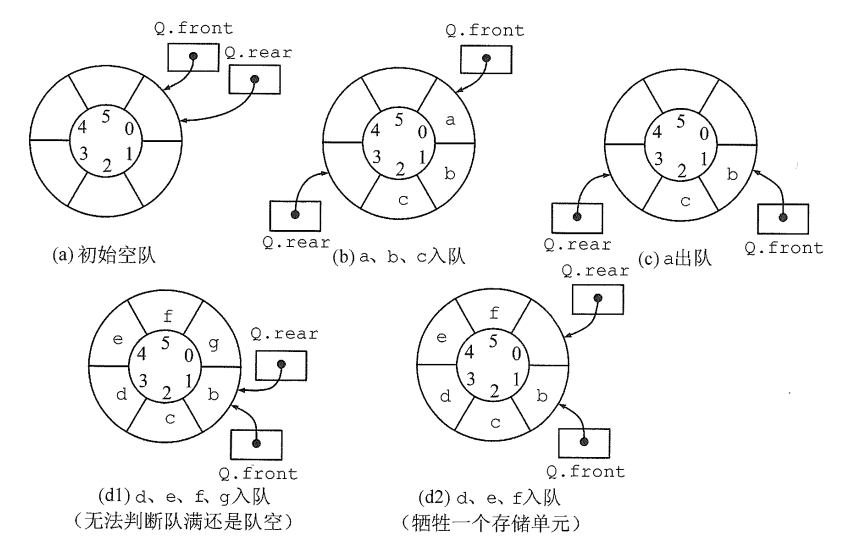 Q.front
Q.rear
5
4 0
3 1
2
(a) 初始空队
Q.front
5
4 0
3 1
2
a
b
c
Q.rear
(b) a、b、c入队
5
4 0
3 1
2
b
c
Q.rear
Q.front
(c) a出队
f
e g
5
4 0
3 1
2
d b
c
Q.rear
Q.front
(d1) d、e、f、g入队
(无法判断队满还是队空)
Q.rear
f
e
5
4 0
3 1
2
d b
c
Q.front
(d2) d、e、f入队
(牺牲一个存储单元)